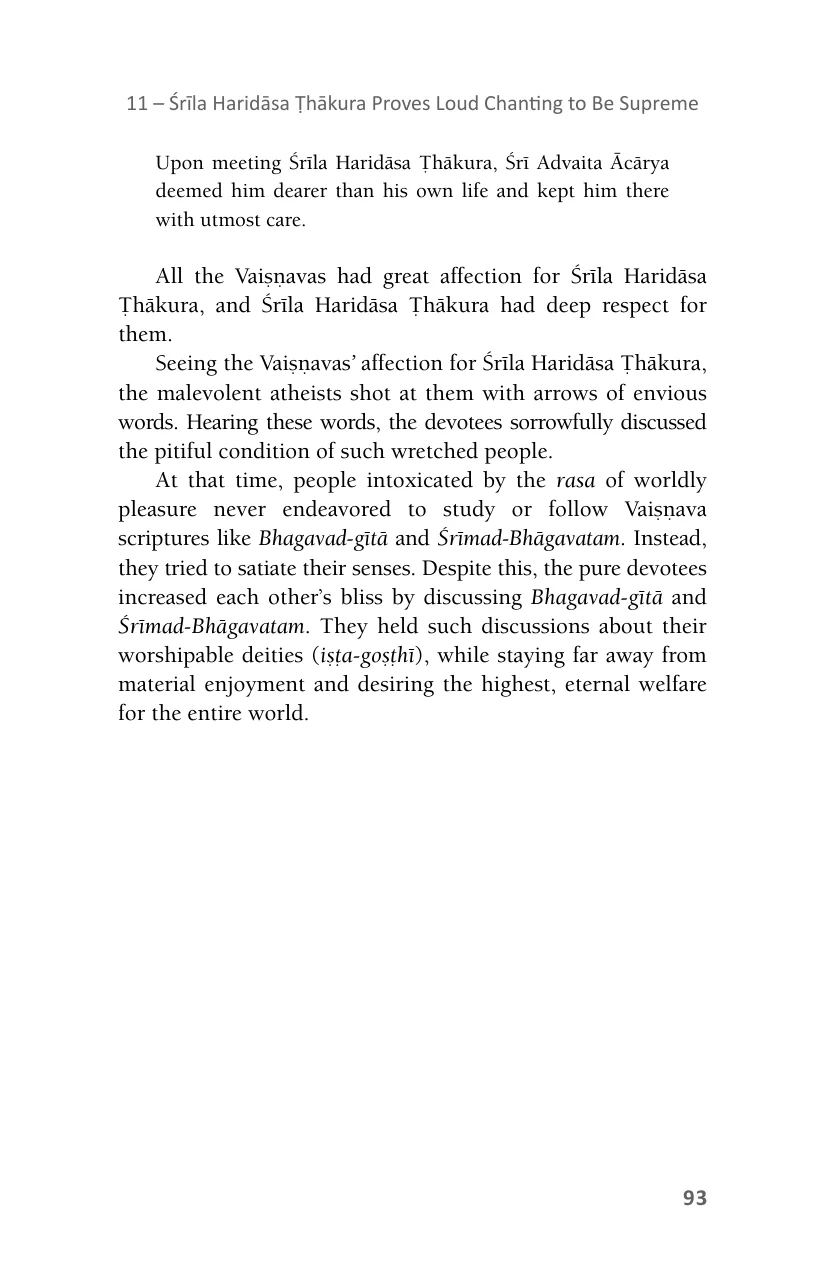 11 – Śrīla Haridāsa Ṭhākura Proves Loud Chanting to Be Supreme
Upon meeting Śrīla Haridāsa Ṭhākura, Śrī Advaita Ācārya
deemed him dearer than his own life and kept him there
with utmost care.
All the Vaiṣṇavas had great affection for Śrīla Haridāsa
Ṭhākura, and Śrīla Haridāsa Ṭhākura had deep respect for
them.
Seeing the Vaiṣṇavas’ affection for Śrīla Haridāsa Ṭhākura,
the malevolent atheists shot at them with arrows of envious
words. Hearing these words, the devotees sorrowfully discussed
the pitiful condition of such wretched people.
At that time, people intoxicated by the rasa of worldly
pleasure never endeavored to study or follow Vaiṣṇava
scriptures like Bhagavad-gītā and Śrīmad-Bhāgavatam. Instead,
they tried to satiate their senses. Despite this, the pure devotees
increased each other’s bliss by discussing Bhagavad-gītā and
Śrīmad-Bhāgavatam. They held such discussions about their
worshipable deities (iṣṭa-goṣṭhī), while staying far away from
material enjoyment and desiring the highest, eternal welfare
for the entire world.
93